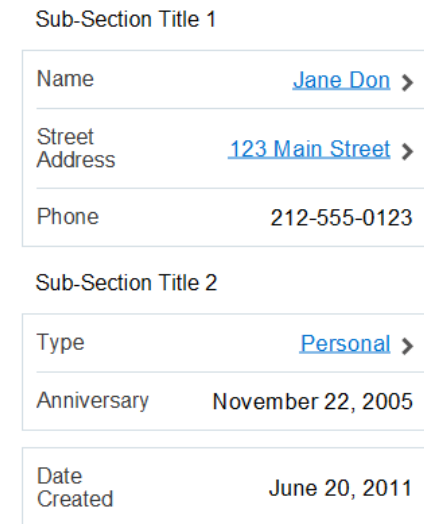 Sub-Section Title 1
Name Jane Don
Street
Address 123 Main Street
Phone 212-555-0123
Sub-Section Title 2
Type Personal
Anniversary November 22, 2005
Date
Created June 20, 2011